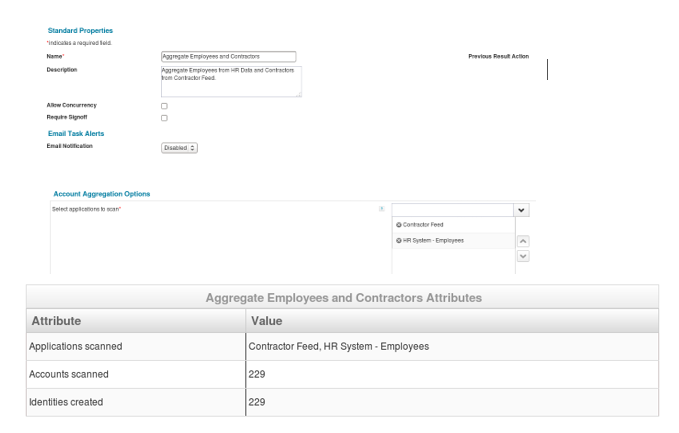 Standard Properties
*Indicates a required field.
Name* Aggregate Employees and Contractors Previous Result Action
Description Aggregate Employees from HR Data and Contractors
from Contractor Feed.
Allow Concurrency
Require Signoff
Email Task Alerts
Email Notification Disabled
Account Aggregation Options
Select applications to scan*
Contractor Feed
HR System - Employees
Aggregate Employees and Contractors Attributes
Attribute Value
Applications scanned Contractor Feed, HR System - Employees
Accounts scanned 229
Identities created 229